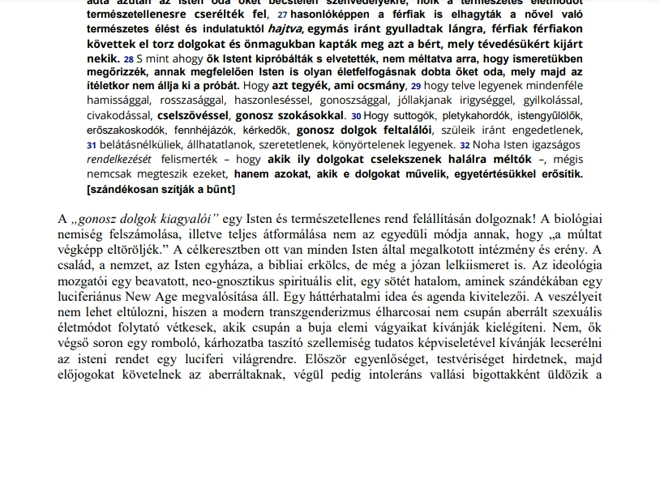 adta azután az Isten őket becstelen szenvedélyekre, nőik a természetes életmódot
természetellenesre cserélték fel, 27 hasonlóképpen a férfiak is elhagyták a nővel való
természetes élést és indulatuktól hajtva, egymás iránt gyulladtak lángra, férfiak férfiakon
követtek el torz dolgokat és önmagukban kapták meg azt a bért, mely tévedésükért kijárt
nekik. 28 S mint ahogy ők Istent kipróbálták s elvetették, nem méltatva arra, hogy ismeretükben
megőrizzék, annak megfelelően Isten is olyan életfelfogásnak dobta őket oda, mely majd az
ítéletkor nem állja ki a próbát. Hogy azt tegyék, ami ocsmány, 29 hogy telve legyenek mindenféle
hamissággal, rosszasággal, haszonleséssel, gonoszsággal, jóllakjanak irigységgel, gyilkolással,
civakodással, cselszövéssel, gonosz szokásokkal. 30 Hogy suttogók, pletykahordók, istengyűlölők,
erőszakoskodók, fennhéjázók, kérkedők, gonosz dolgok feltalálói, szüleik iránt engedetlenek,
31 belátásnélküliek, állhatatlanok, szeretetlenek, könyörtelenek legyenek. 32 Noha Isten igazságos
rendelkezését felismerték – hogy akik ily dolgokat cselekszenek halálra méltók –, mégis
nemcsak megteszik ezeket, hanem azokat, akik e dolgokat művelik, egyetértésükkel erősítik.
[szándékosan szítják a bűnt]
A „gonosz dolgok kiagyalói” egy Isten és természetellenes rend felállításán dolgoznak! A biológiai
nemiség felszámolása, illetve teljes átformálása nem az egyedüli módja annak, hogy „a múltat
végképp eltöröljék.” A célkeresztben ott van minden Isten által megalkotott intézmény és erény. A
család, a nemzet, az Isten egyháza, a bibliai erkölcs, de még a józan lelkiismeret is. Az ideológia
mozgatói egy beavatott, neo-gnosztikus spirituális elit, egy sötét hatalom, aminek szándékában egy
luciferiánus New Age megvalósítása áll. Egy háttérhatalmi idea és agenda kivitelezői. A veszélyeit
nem lehet eltúlozni, hiszen a modern transzgenderizmus élharcosai nem csupán aberrált szexuális
életmódot folytató vétkesek, akik csupán a buja elemi vágyaikat kívánják kielégíteni. Nem, ők
végső soron egy romboló, kárhozatba taszító szellemiség tudatos képviseletével kívánják lecserélni
az isteni rendet egy luciferi világrendre. Először egyenlőséget, testvériséget hirdetnek, majd
előjogokat követelnek az aberráltaknak, végül pedig intoleráns vallási bigottakként üldözik a